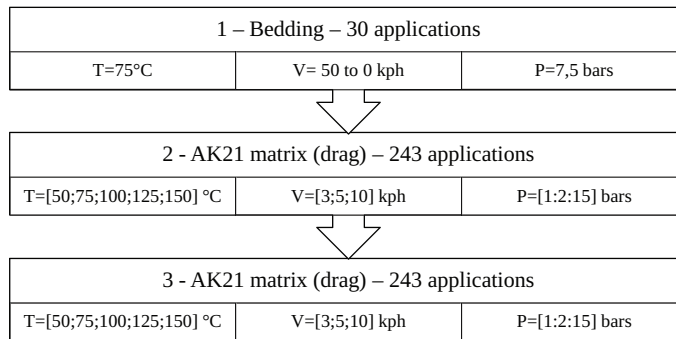 1 – Bedding – 30 applications
T=75°C V= 50 to 0 kph P=7,5 bars
2 - AK21 matrix (drag) – 243 applications
T=[50;75;100;125;150] °C V=[3;5;10] kph P=[1:2:15] bars
3 - AK21 matrix (drag) – 243 applications
T=[50;75;100;125;150] °C V=[3;5;10] kph P=[1:2:15] bars